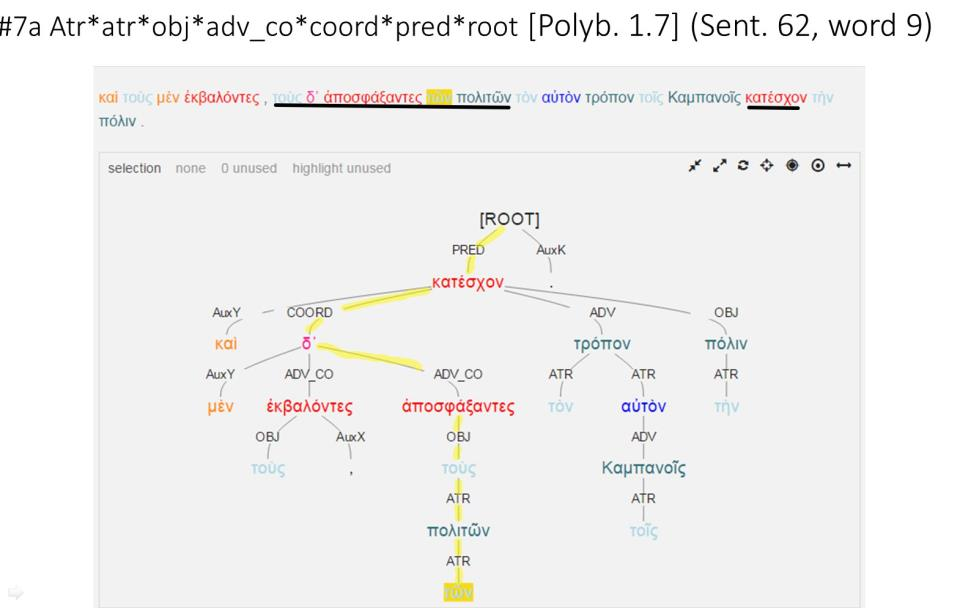 #7a Atr*atr*obj*adv_co*coord*pred*root [Polyb. 1.7] (Sent. 62, word 9)
καὶ τοὺς μὲν ἐκβαλόντες , τοὺς δ' ἀποσφάξαντες τῶν πολιτῶν τὸν αὐτὸν τρόπον τοῖς Καμπανοῖς κατέσχον τὴν
πόλιν .
selection none 0 unused highlight unused
[ROOT]
PRED AuxK
κατέσχον .
AuxY COORD ADV OBJ
καὶ δ' τρόπον πόλιν
AuxY ADV_CO ADV_CO ATR ATR ATR
μὲν ἐκβαλόντες ἀποσφάξαντες τὸν αὐτὸν τὴν
OBJ AuxX OBJ ADV
τοὺς , τοὺς Καμπανοῖς
ATR ATR
πολιτῶν τοῖς
ATR
τῶν